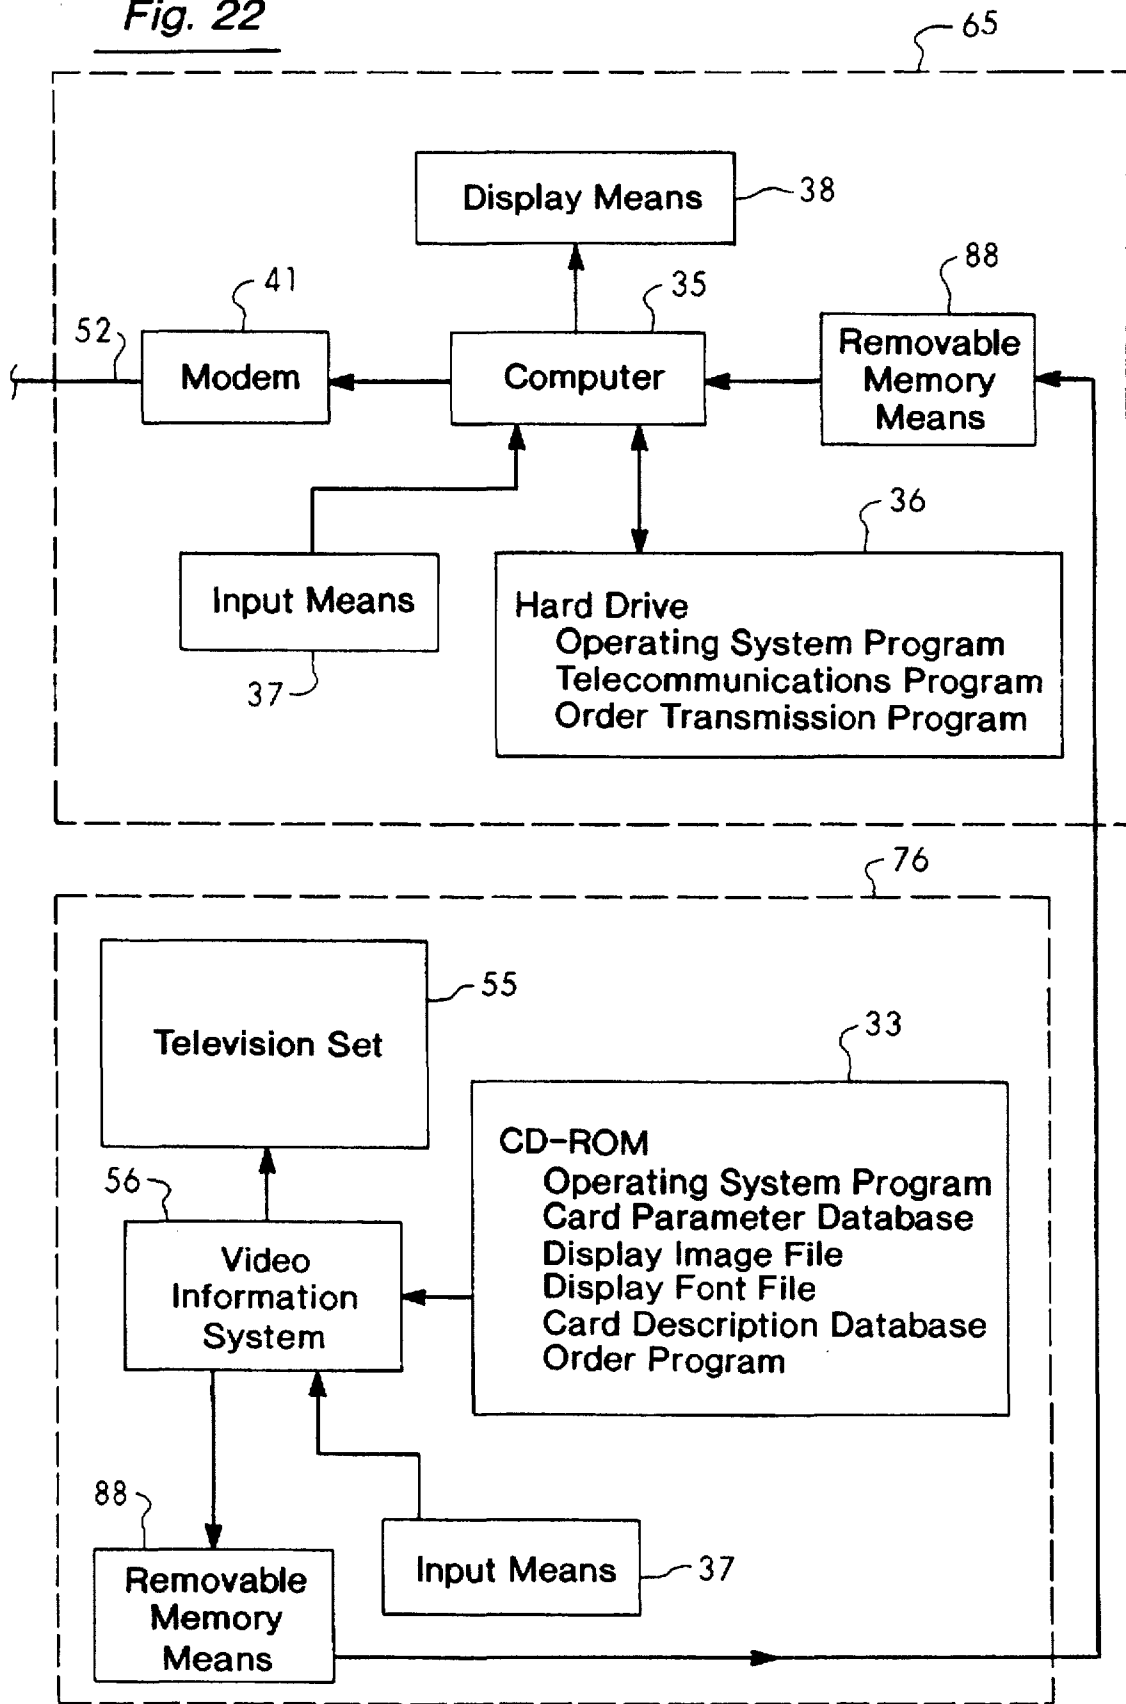 Fig. 22
65
Display Means
38
41
35
88
52
Modem
Computer
Removable
Memory
Means
36
Input Means
37
Hard Drive
Operating System Program
Telecommunications Program
Order Transmission Program
76
Television Set
55
33
CD-ROM
Operating System Program
Card Parameter Database
Display Image File
Display Font File
Card Description Database
Order Program
56
Video
Information
System
88
Removable
Memory
Means
Input Means
37